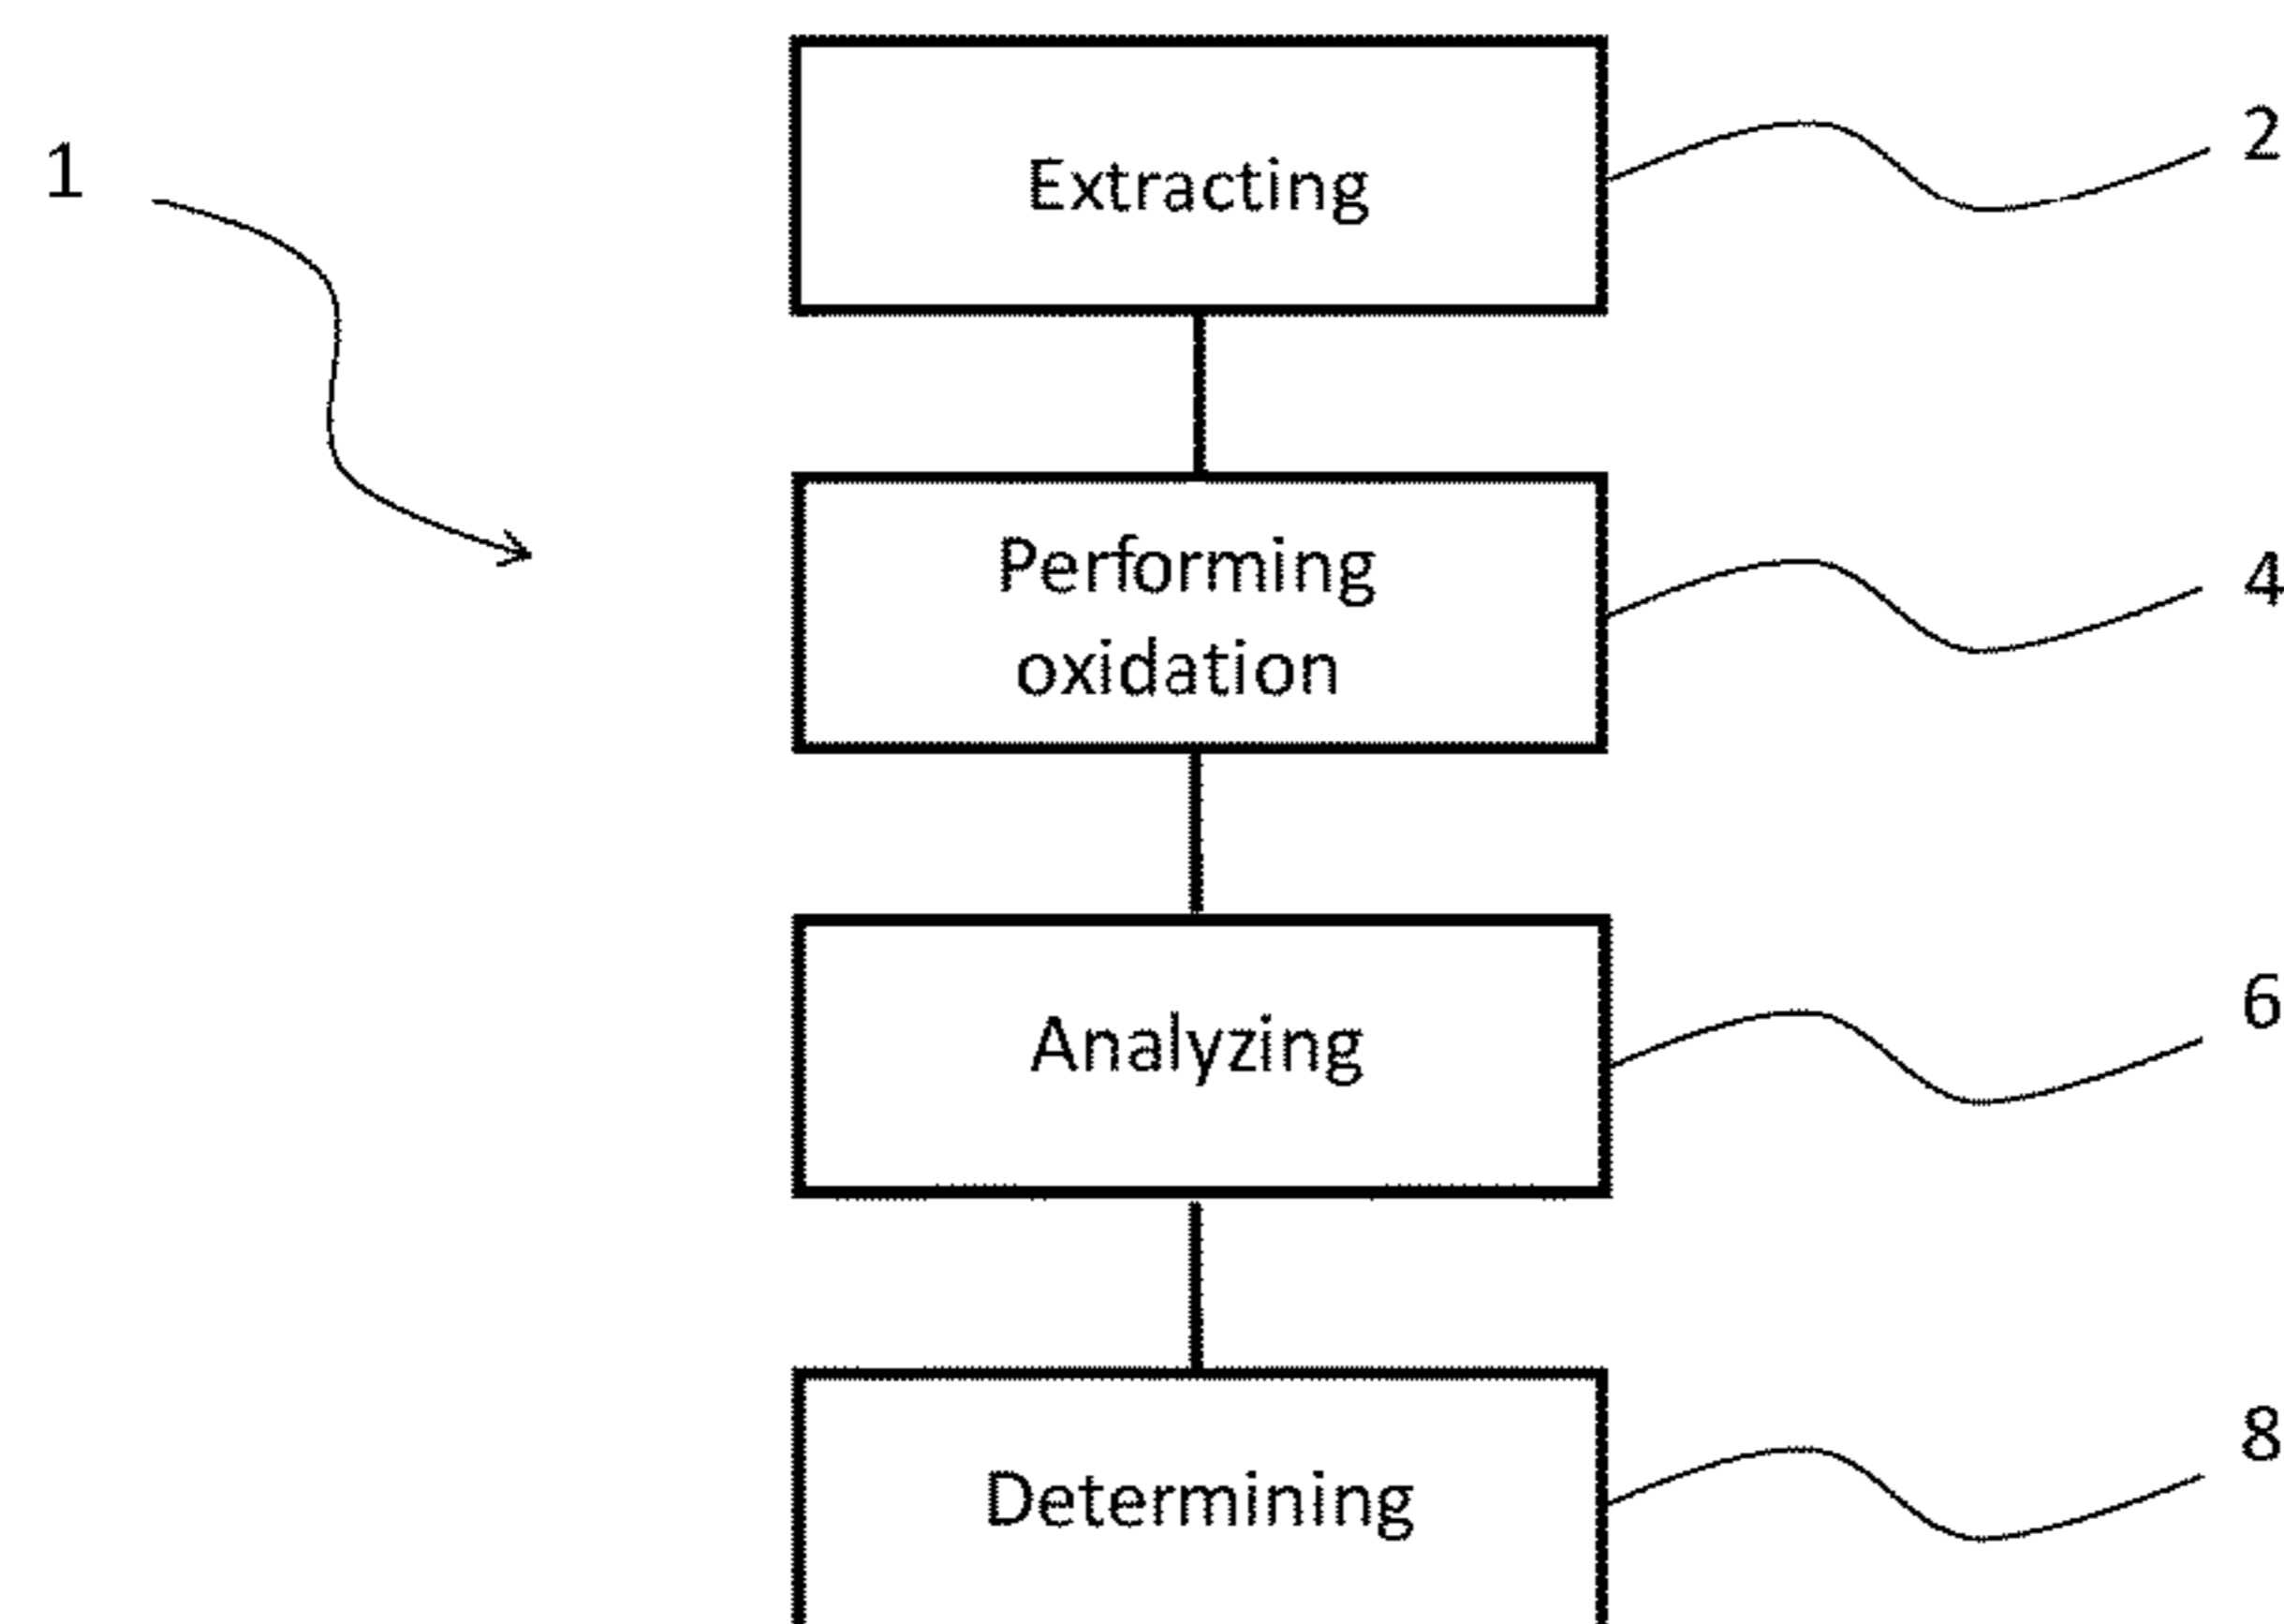 1
Extracting
2
Performing
oxidation
4
Analyzing
6
Determining
8